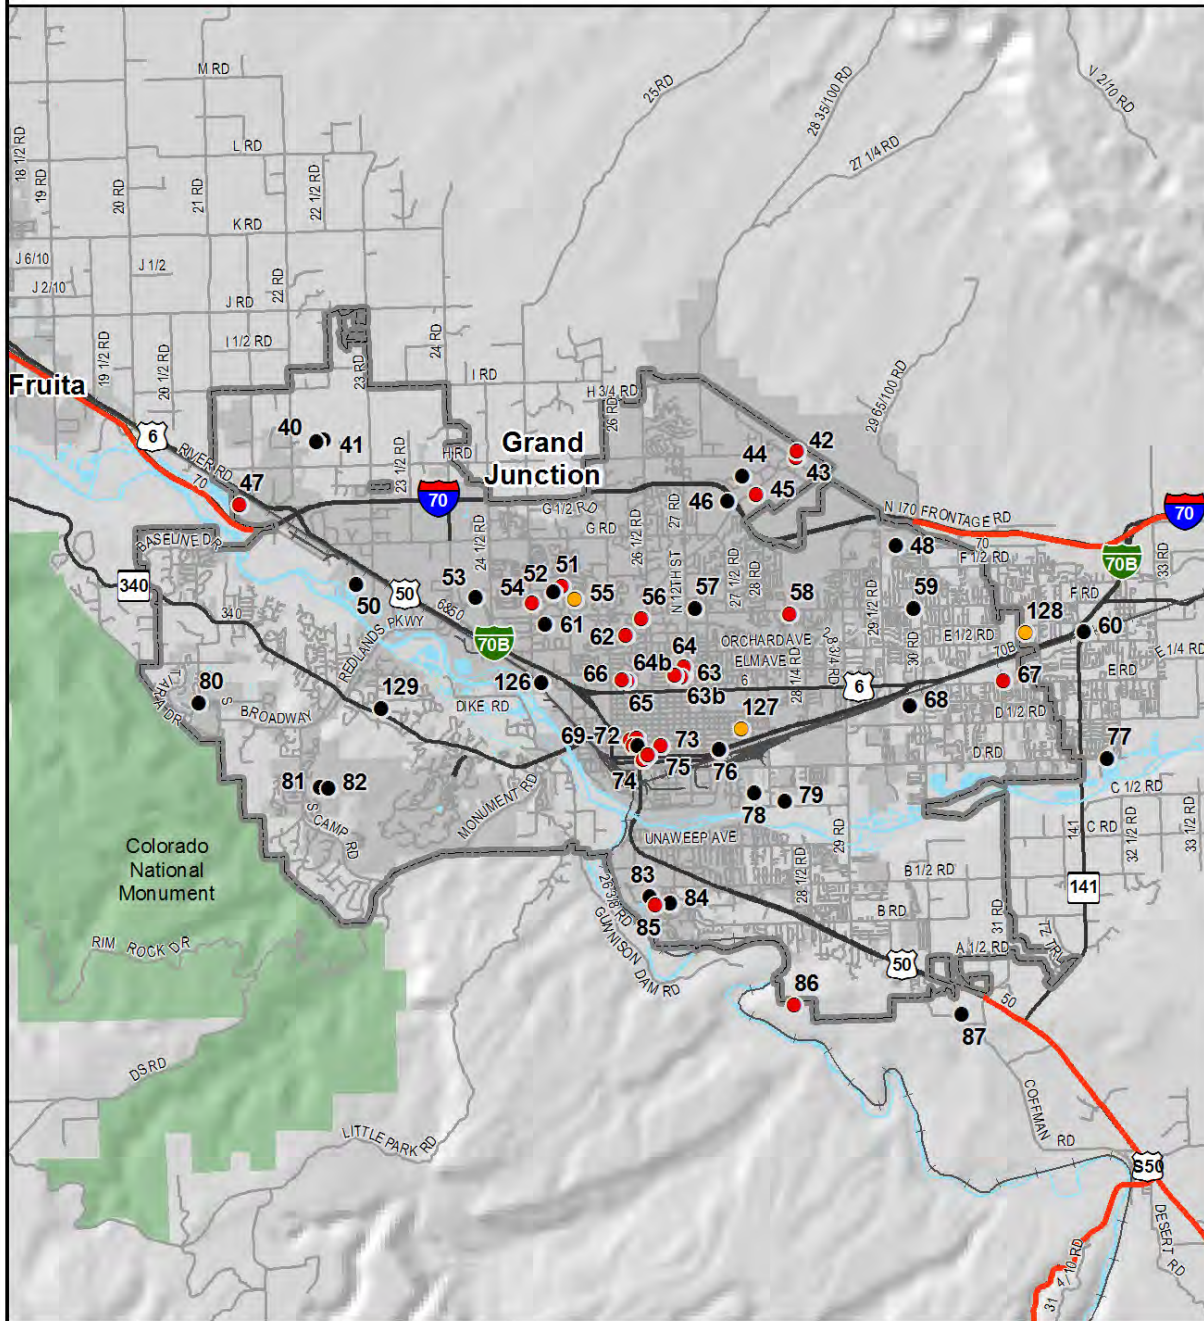 M RD
25 RD
28 35/100 RD
V 2/10 RD
27 1/4 RD
18 1/2 RD
19 RD
L RD
20 RD
21 RD
22 1/2 RD
K RD
J 6/10
J 1/2
22 RD
J 2/10
J RD
I 1/2 RD
24 RD
19 1/2 RD
20 1/2 RD
23 RD
I RD
H 3/4 RD
26 RD
29 65/100 RD
Fruita
6
40
41
Grand
Junction
H RD
23 1/2 RD
RIVER RD
70
47
70
G 1/2 RD
G RD
44
42
43
45
46
27 RD
N I70 FRONTAGE RD
70
70
BASELINE DR
24 1/2 RD
26 1/2 RD
N 12TH ST
48
F 1/2 RD
70B
33 RD
340
50
50
53
54
52
51
55
56
57
27 1/2 RD
28 RD
58
29 1/2 RD
59
128
F RD
340
REDLANDS PKWY
6&50
61
62
ORCHARD AVE
ELM AVE
28 3/4 RD
E 1/2 RD
30 RD
60
E 1/4 RD
70B
70B
64
64b
63
63b
66
65
6
28 1/4 RD
6
E RD
67
80
S BROADWAY
129
126
DIKE RD
127
68
D 1/2 RD
69-72
73
74
75
76
D RD
77
81
82
S CAMP RD
MONUMENT RD
78
79
C 1/2 RD
UNAWEEP AVE
29 RD
C RD
141
32 1/2 RD
33 1/2 RD
Colorado
National
Monument
83
84
85
26 3/8 RD
28 1/2 RD
B 1/2 RD
B RD
31 RD
141
RIM ROCK DR
GUNNISON DAM RD
A 1/2 RD
50
50
86
87
DS RD
LITTLE PARK RD
COFFMAN RD
S50
DESERT RD
31 4/10 RD